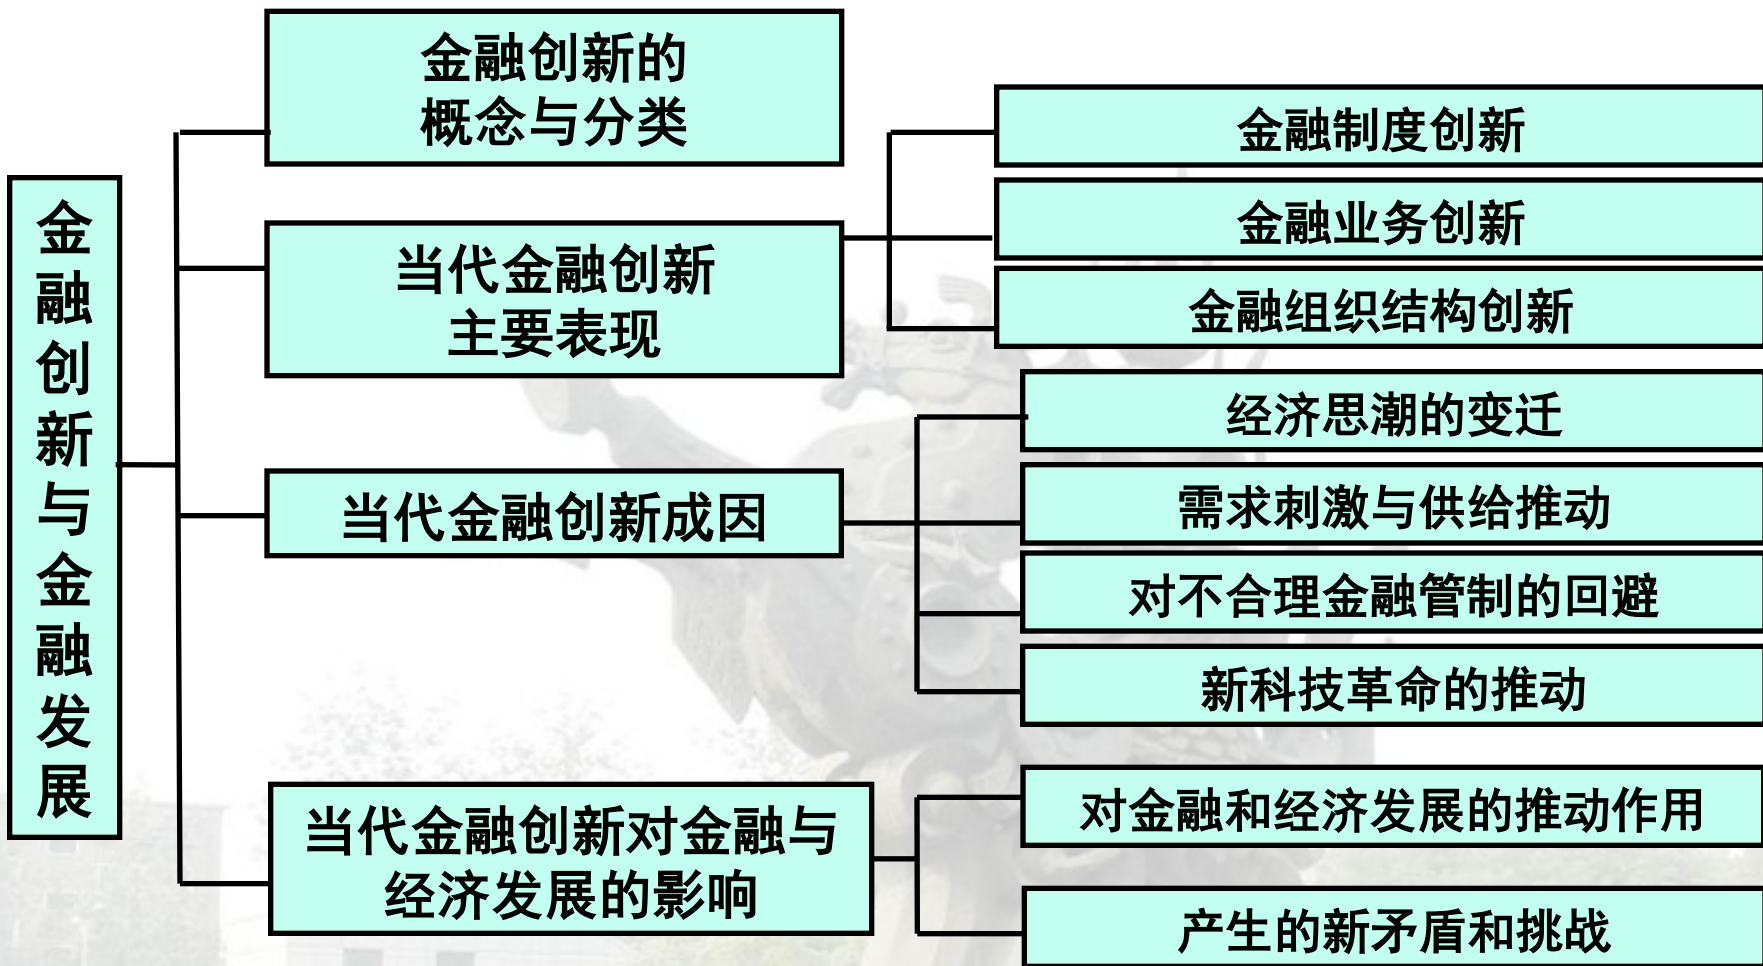 金融创新与金融发展
金融创新的
概念与分类
当代金融创新
主要表现
金融制度创新
金融业务创新
金融组织结构创新
当代金融创新成因
经济思潮的变迁
需求刺激与供给推动
对不合理金融管制的回避
新科技革命的推动
当代金融创新对金融与
经济发展的影响
对金融和经济发展的推动作用
产生的新矛盾和挑战